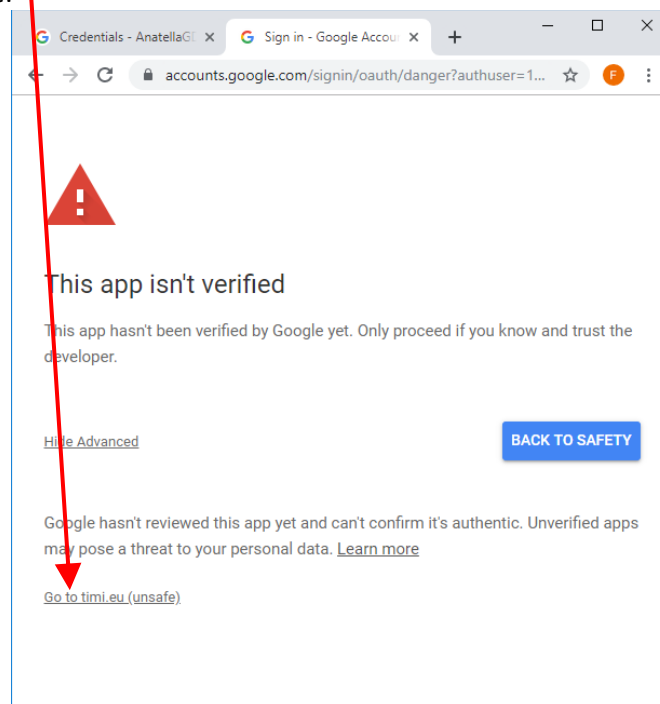 Credentials - AnatellaG
Sign in - Google Accou
accounts.google.com/signin/oauth/danger?authuser=1...
F
This app isn't verified
This app hasn't been verified by Google yet. Only proceed if you know and trust the
developer.
Hide Advanced
BACK TO SAFETY
Google hasn't reviewed this app yet and can't confirm it's authentic. Unverified apps
may pose a threat to your personal data. Learn more
Go to timi.eu (unsafe)